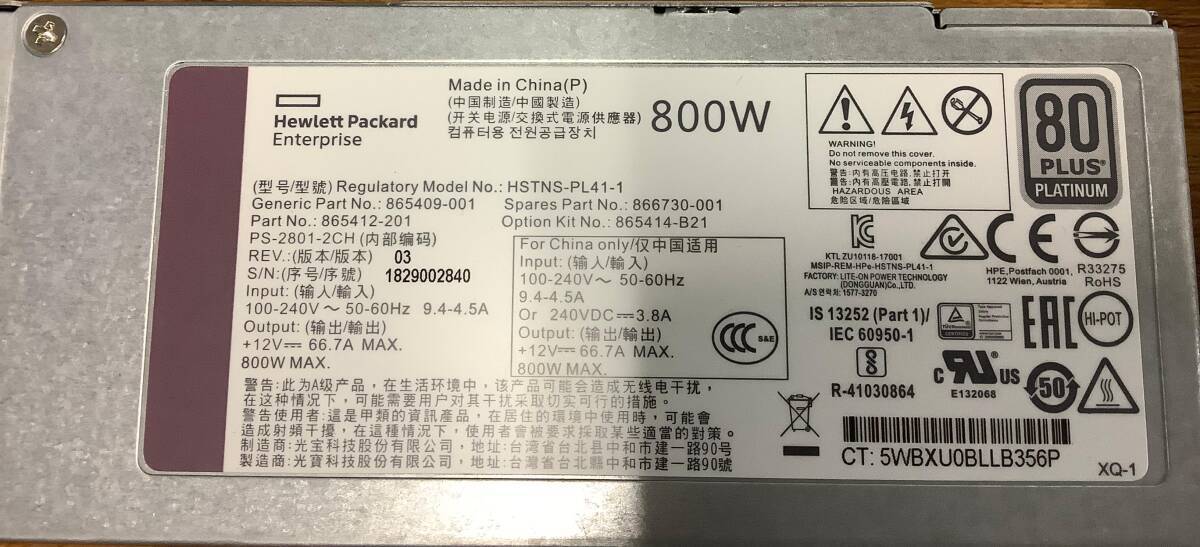 Hewlett Packard
Enterprise
Made in China(P)
(中国制造/中國製造)
(开关电源/交換式電源供應器)
컴퓨터용 전원공급장치
800W
(型号/型號) Regulatory Model No.: HSTNS-PL41-1
Generic Part No.: 865409-001 Spares Part No.: 866730-001
Part No.: 865412-201 Option Kit No.: 865414-B21
PS-2801-2CH (内部编码)
REV.:(版本/版本) 03
S/N:(序号/序號) 1829002840
Input: (输入/輸入)
100-240V～ 50-60Hz 9.4-4.5A
Output: (输出/輸出)
+12V⎓ 66.7A MAX.
800W MAX.
For China only/仅中国适用
Input: (输入/輸入)
100-240V～ 50-60Hz
9.4-4.5A
Or 240VDC⎓3.8A
Output: (输出/輸出)
+12V⎓ 66.7A MAX.
800W MAX.
CCC S&E
警告:此为A级产品，在生活环境中，该产品可能会造成无线电干扰，
在这种情况下，可能需要用户对其干扰采取切实可行的措施。
警告使用者:這是甲類的資訊產品，在居住的環境中使用時，可能會
造成射頻干擾，在這種情況下，使用者會被要求採取某些適當的對策。
制造商:光宝科技股份有限公司，地址:台湾省台北县中和市建一路90号
製造商:光寶科技股份有限公司，地址:台灣省台北縣中和市建一路90號
WARNING!
Do not remove this cover.
No serviceable components inside.
警告:内有高压电路.禁止打开
警告:內有高壓電路.禁止打開
HAZARDOUS AREA
危险区域/危險區域
80
PLUS®
PLATINUM
KTL ZU10118-17001
MSIP-REM-HPe-HSTNS-PL41-1
FACTORY: LITE-ON POWER TECHNOLOGY
(DONGGUAN)Co.,LTD.
A/S 연락처: 1577-3270
CE
HPE,Postfach 0001,
1122 Wien, Austria
R33275
RoHS
IS 13252 (Part 1)/
IEC 60950-1
R-41030864
EAC
HI-POT
c RU US
E132068
50
CT: 5WBXU0BLLB356P
XQ-1